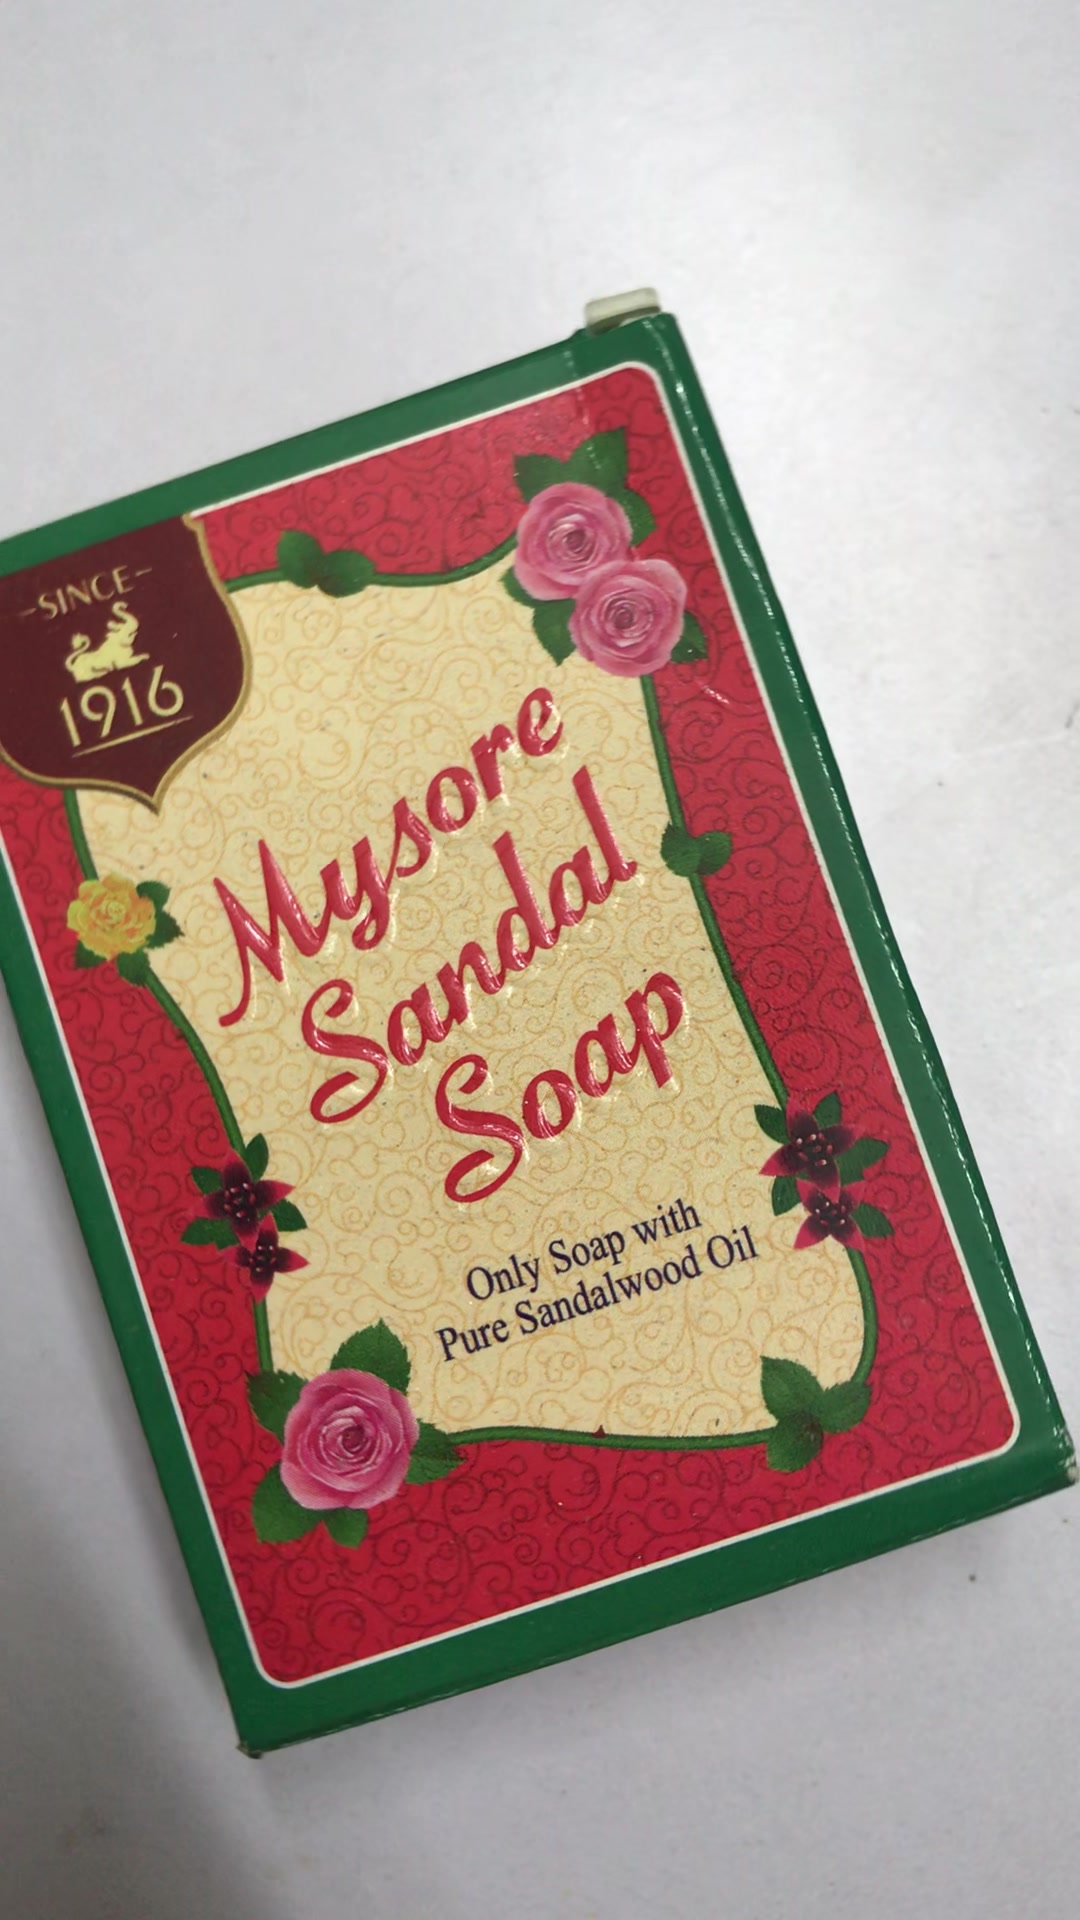 -SINCE-
1916
Mysore
Sandal
Soap
Only Soap with
Pure Sandalwood Oil